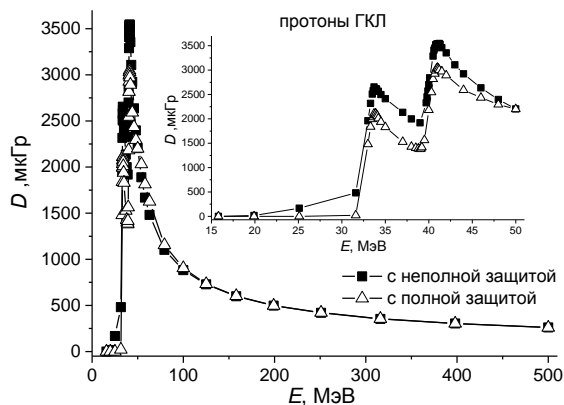 протоны ГКЛ
3500
3000
2500
2000
1500
1000
500
0
D ,мкГр
15 20 25 30 35 40 45 50
E, МэВ
3500
3000
2500
2000
1500
1000
500
0
D ,мкГр
с неполной защитой
с полной защитой
0 100 200 300 400 500
E, МэВ